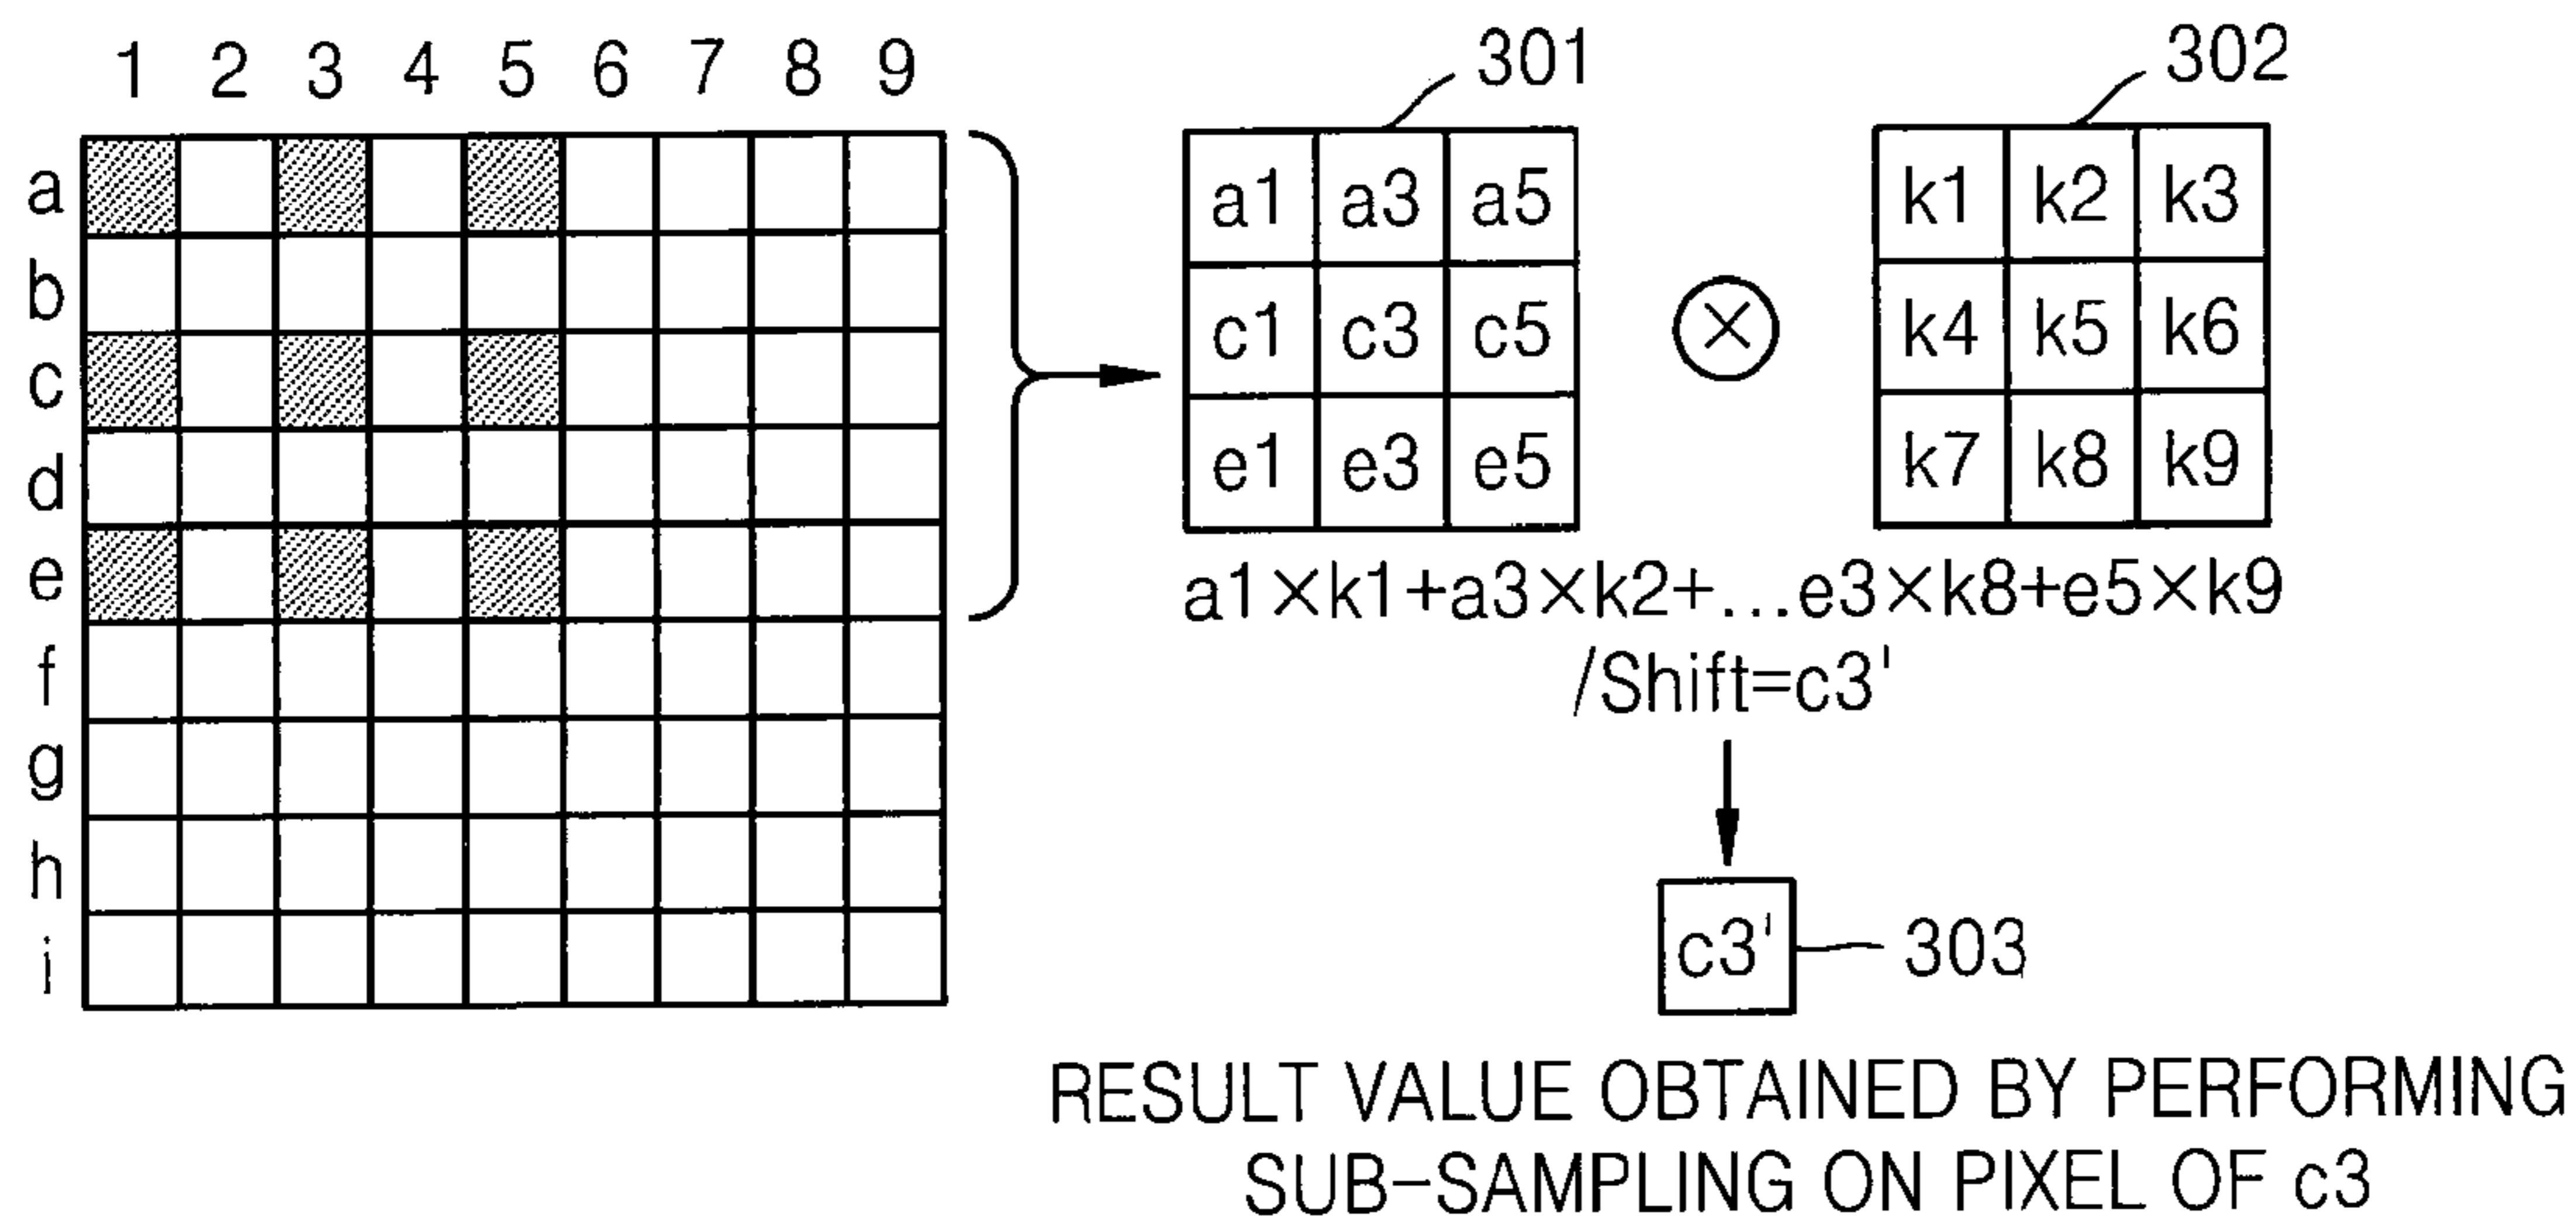 1 2 3 4 5 6 7 8 9
a
b
c
d
e
f
g
h
i
301
a1 a3 a5
c1 c3 c5
e1 e3 e5
302
k1 k2 k3
k4 k5 k6
k7 k8 k9
a1×k1+a3×k2+...e3×k8+e5×k9
/Shift=c3'
c3'
303
RESULT VALUE OBTAINED BY PERFORMING
SUB-SAMPLING ON PIXEL OF c3